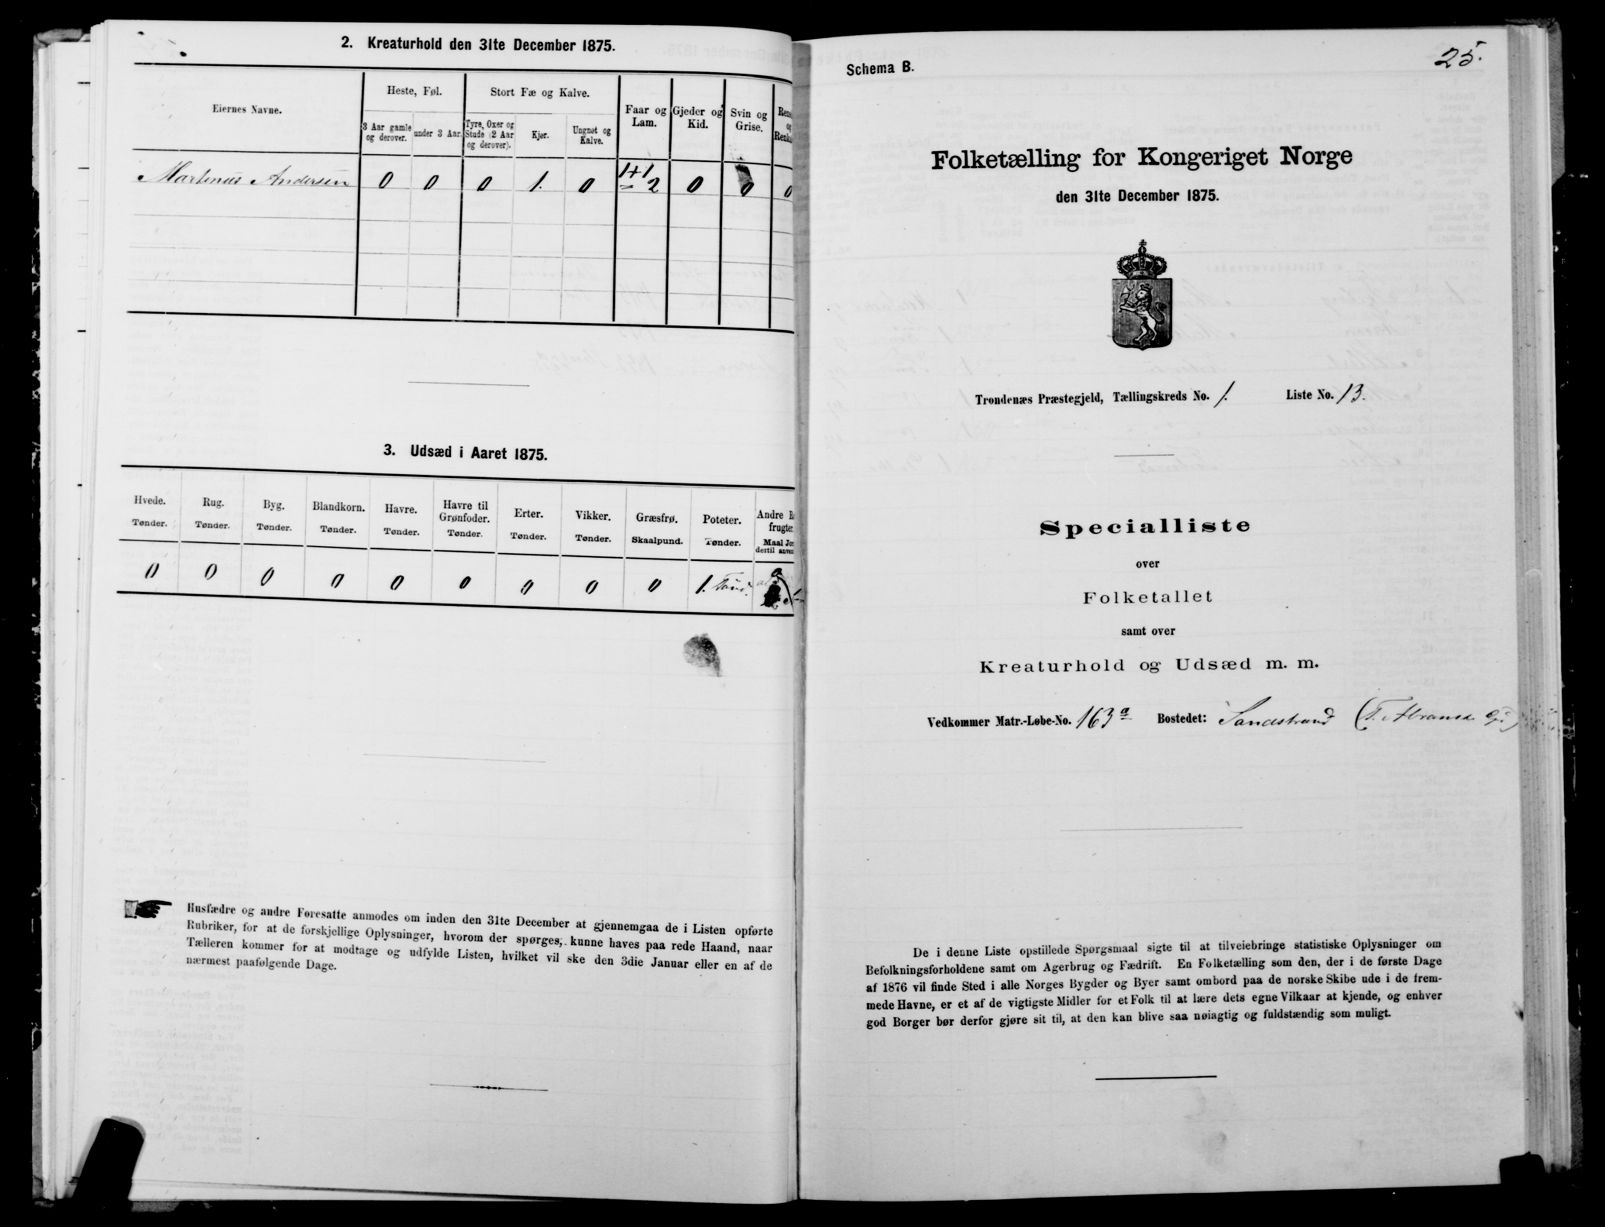 2. Kreaturhold den 31te December 1875.
Eiernes Navne.
Heste, Føl.
Stort Fæ og Kalve.
Faar og Lam.
Gjeder og Kid.
Svin og Grise.
3 Aar gamle og derover.
under 3 Aar.
Tyre, Oxer og Stude (2 Aar og derover).
Kjør.
Ungnøt og Kalve.
Martenus Andersen 0 0 0 1. 0 1+1 = 2 0 0 0
3. Udsæd i Aaret 1875.
Hvede. Rug. Byg. Blandkorn. Havre. Havre til Grønfoder. Erter. Vikker. Græsfrø. Poteter. Andre
Tønder. Tønder. Tønder. Tønder. Tønder. Tønder. Tønder. Tønder. Skaalpund. Tønder. Maal
0 0 0 0 0 0 0 0 0 1. Tønd.
Husfædre og andre Foresatte anmodes om inden den 31te December at gjennemgaa de i Listen opførte
Rubriker, for at de forskjellige Oplysninger, hvorom der spørges, kunne haves paa rede Haand, naar
Tælleren kommer for at modtage og udfylde Listen, hvilket vil ske den 3die Januar eller en af de
nærmest paafølgende Dage.
Schema B.
25.
Folketælling for Kongeriget Norge
den 31te December 1875.
Trondenæs Præstegjeld, Tællingskreds No. 1. Liste No. 13.
Specialliste
over
Folketallet
samt over
Kreaturhold og Udsæd m. m.
Vedkommer Matr.-Løbe-No. 163a Bostedet: Sandstrand
De i denne Liste opstillede Spørgsmaal sigte til at tilveiebringe statistiske Oplysninger om
Befolkningsforholdene samt om Agerbrug og Fædrift. En Folketælling som den, der i de første Dage
af 1876 vil finde Sted i alle Norges Bygder og Byer samt ombord paa de norske Skibe ude i de frem-
mede Havne, er et af de vigtigste Midler for et Folk til at lære dets egne Vilkaar at kjende, og enhver
god Borger bør derfor gjøre sit til, at den kan blive saa nøiagtig og fuldstændig som muligt.